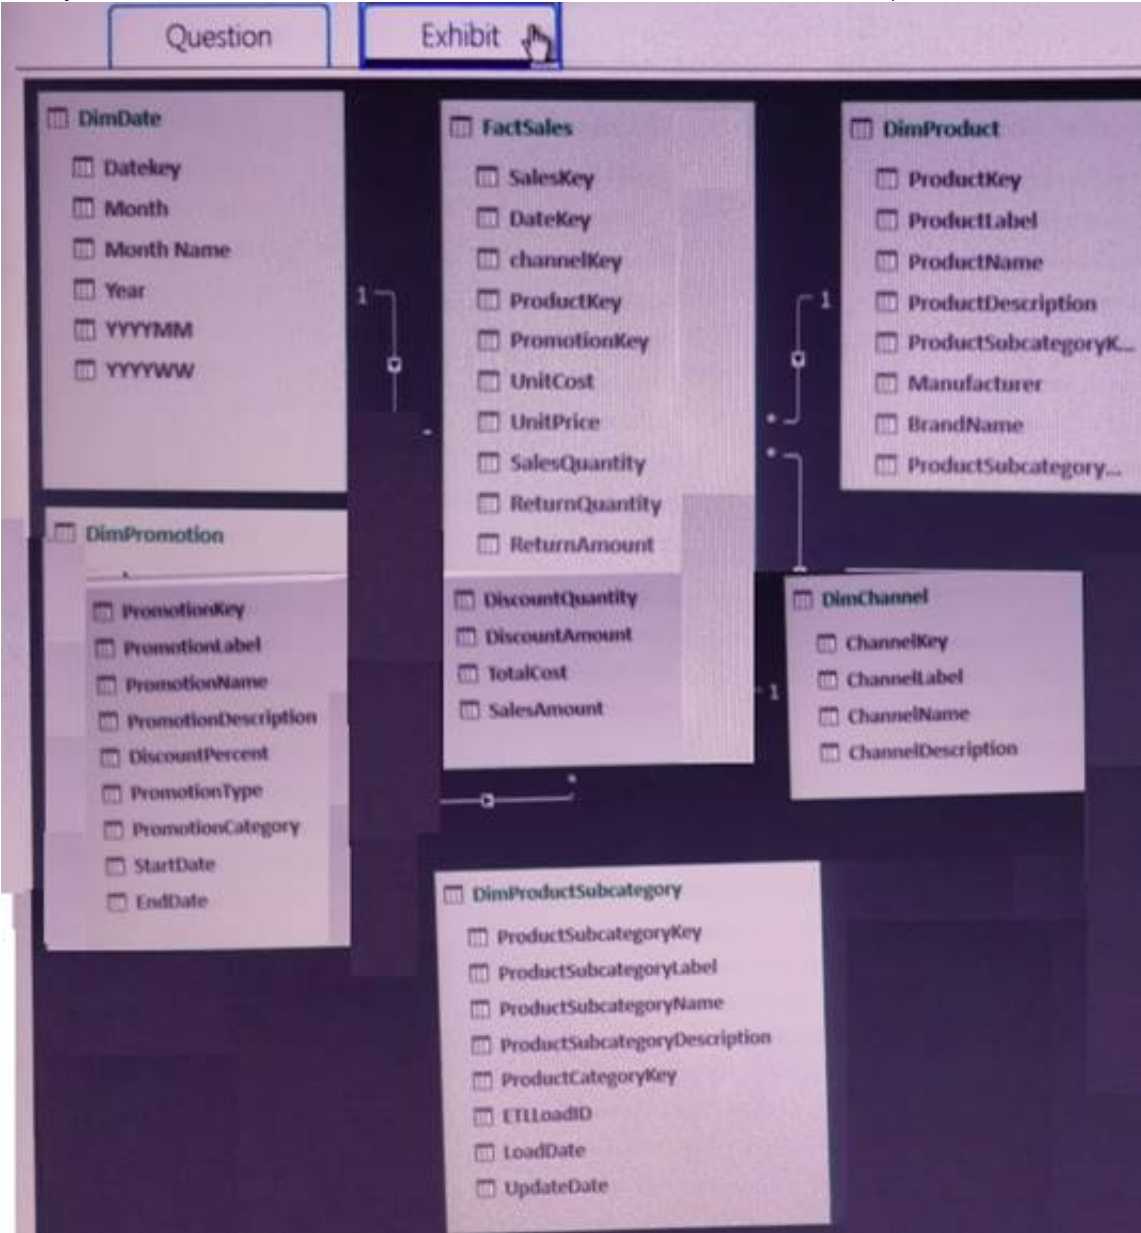 Question
Exhibit
DimDate
Datekey
Month
Month Name
Year
YYYYMM
YYYYWW
1
FactSales
SalesKey
DateKey
channelKey
ProductKey
PromotionKey
UnitCost
UnitPrice
SalesQuantity
ReturnQuantity
ReturnAmount
DiscountQuantity
DiscountAmount
TotalCost
SalesAmount
*
1
*
*
DimProduct
ProductKey
ProductLabel
ProductName
ProductDescription
ProductSubcategoryK...
Manufacturer
BrandName
ProductSubcategory...
DimPromotion
PromotionKey
PromotionLabel
PromotionName
PromotionDescription
DiscountPercent
PromotionType
PromotionCategory
StartDate
EndDate
1
DimChannel
ChannelKey
ChannelLabel
ChannelName
ChannelDescription
DimProductSubcategory
ProductSubcategoryKey
ProductSubcategoryLabel
ProductSubcategoryName
ProductSubcategoryDescription
ProductCategoryKey
ETLLoadID
LoadDate
UpdateDate